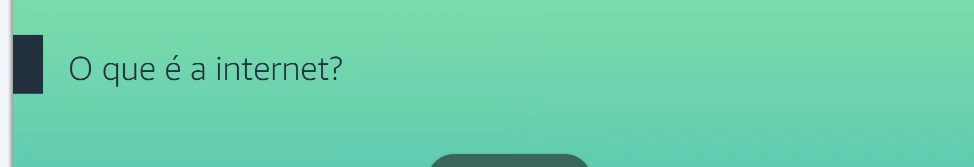 O que é a internet?